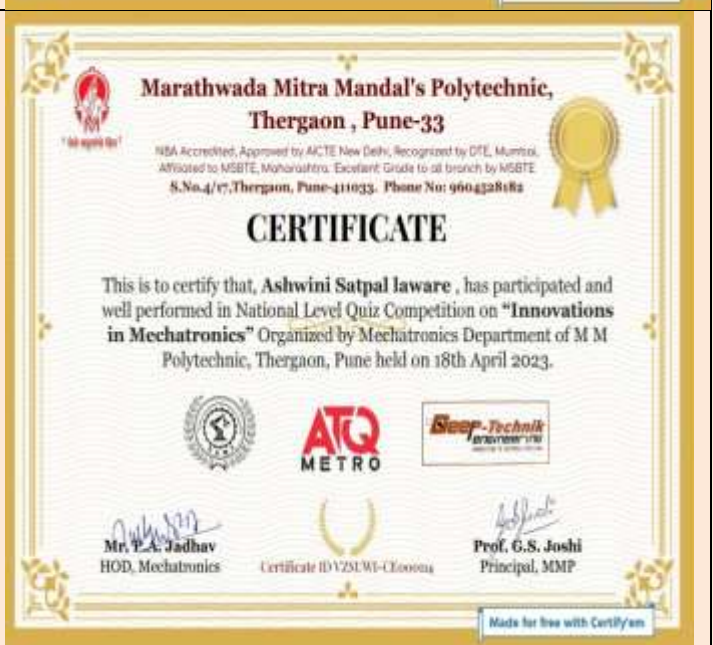 Marathwada Mitra Mandal's Polytechnic,
Thergaon , Pune-33
NBA Accredited, Approved by AICTE New Delhi, Recognized by DTE, Mumbai,
Affiliated to MSBTE, Maharashtra. Excellent Grade to all branch by MSBTE
S.No.4/17,Thergaon, Pune-411033. Phone No: 9604528182
CERTIFICATE
This is to certify that, Ashwini Satpal laware , has participated and
well performed in National Level Quiz Competition on “Innovations
in Mechatronics” Organized by Mechatronics Department of M M
Polytechnic, Thergaon, Pune held on 18th April 2023.
ATQ
METRO
-Technik
Mr. P.A. Jadhav
HOD, Mechatronics
Certificate ID
Prof. G.S. Joshi
Principal, MMP
Made for free with Certify'em